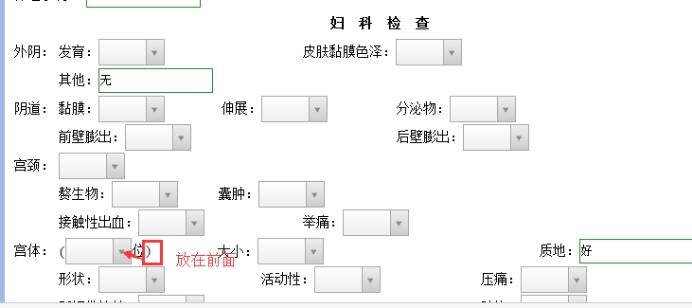 妇 科 检 查
外阴： 发育： 皮肤黏膜色泽：
其他： 无
阴道： 黏膜： 伸展： 分泌物：
前壁膨出： 后壁膨出：
宫颈：
赘生物： 囊肿：
接触性出血： 举痛：
宫体： ( 位) 大小： 质地： 好
放在前面
形状： 活动性： 压痛：